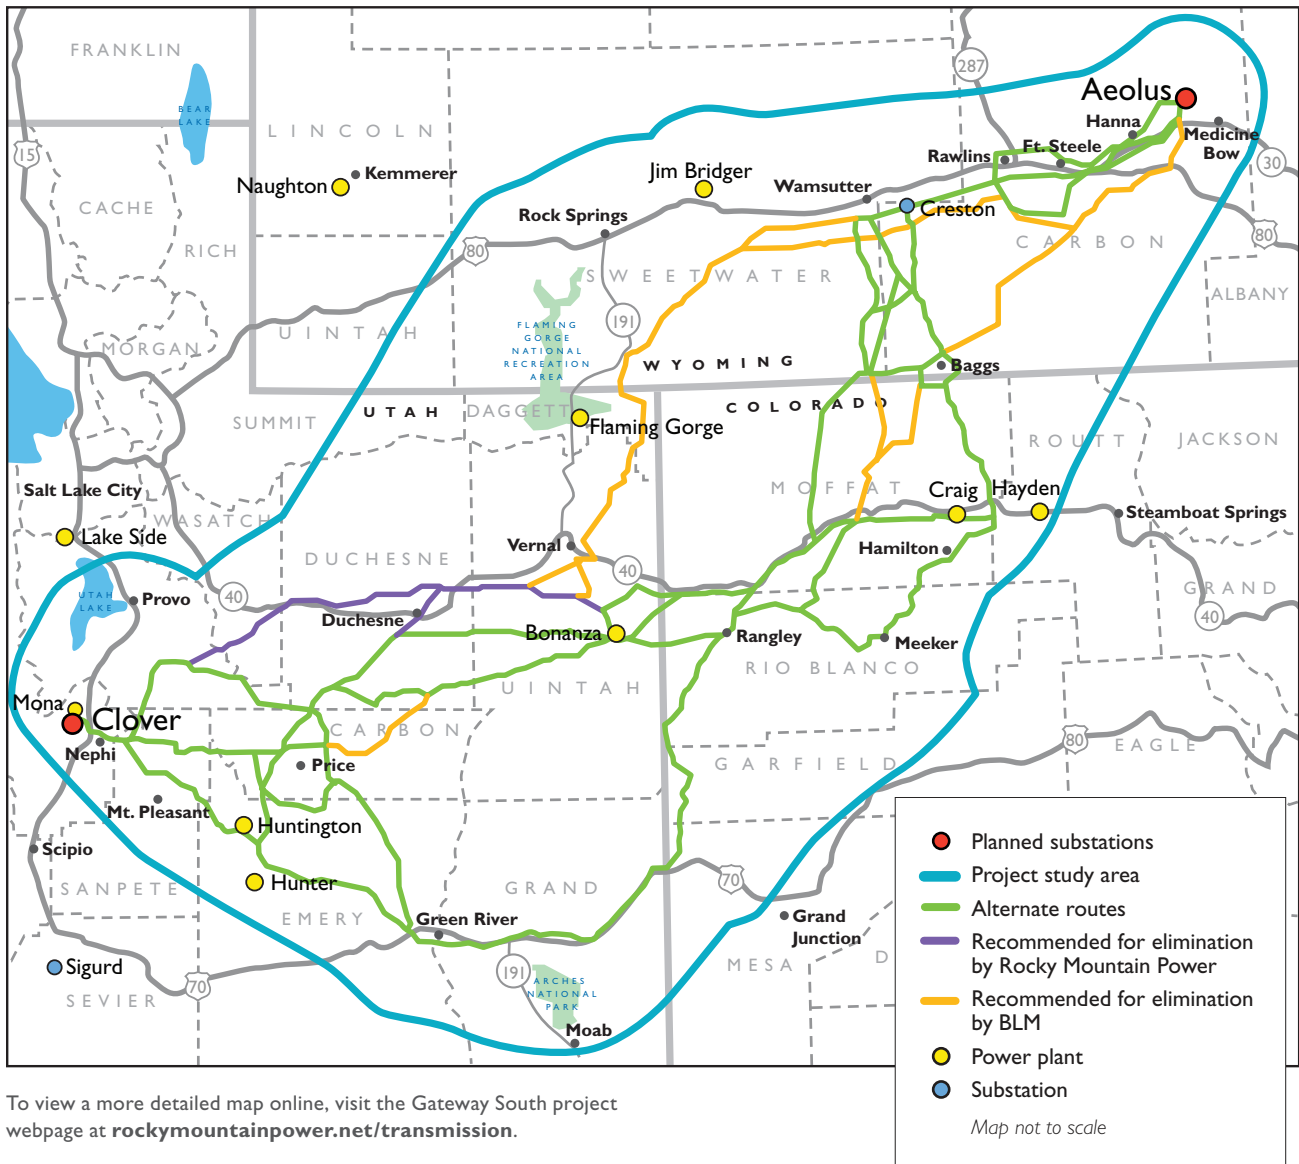 FRANKLIN
BEAR
LAKE
287
Aeolus
Hanna
Medicine
Bow
LINCOLN
15
Kemmerer
Naughton
Jim Bridger
Rawlins
Ft. Steele
30
Wamsutter
CACHE
Rock Springs
Creston
RICH
80
CARBON
80
SWEETWATER
ALBANY
FLAMING
GORGE
NATIONAL
RECREATION
AREA
191
UINTAH
MORGAN
WYOMING
Baggs
SUMMIT
UTAH
DAGGETT
COLORADO
Flaming Gorge
ROUTT
JACKSON
Salt Lake City
MOFFAT
Craig
Hayden
WASATCH
Steamboat Springs
Lake Side
DUCHESNE
Vernal
Hamilton
40
40
UTAH
LAKE
Provo
GRAND
40
Duchesne
Bonanza
Rangley
Meeker
RIO BLANCO
UINTAH
Mona
Clover
Nephi
CARBON
80
EAGLE
Price
GARFIELD
Mt. Pleasant
Huntington
Scipio
SANPETE
Hunter
GRAND
70
EMERY
Green River
Grand
Junction
Sigurd
MESA
D
SEVIER
70
191
ARCHES
NATIONAL
PARK
Moab
Planned substations
Project study area
Alternate routes
Recommended for elimination
by Rocky Mountain Power
Recommended for elimination
by BLM
Power plant
Substation
Map not to scale
To view a more detailed map online, visit the Gateway South project
webpage at rockymountainpower.net/transmission.